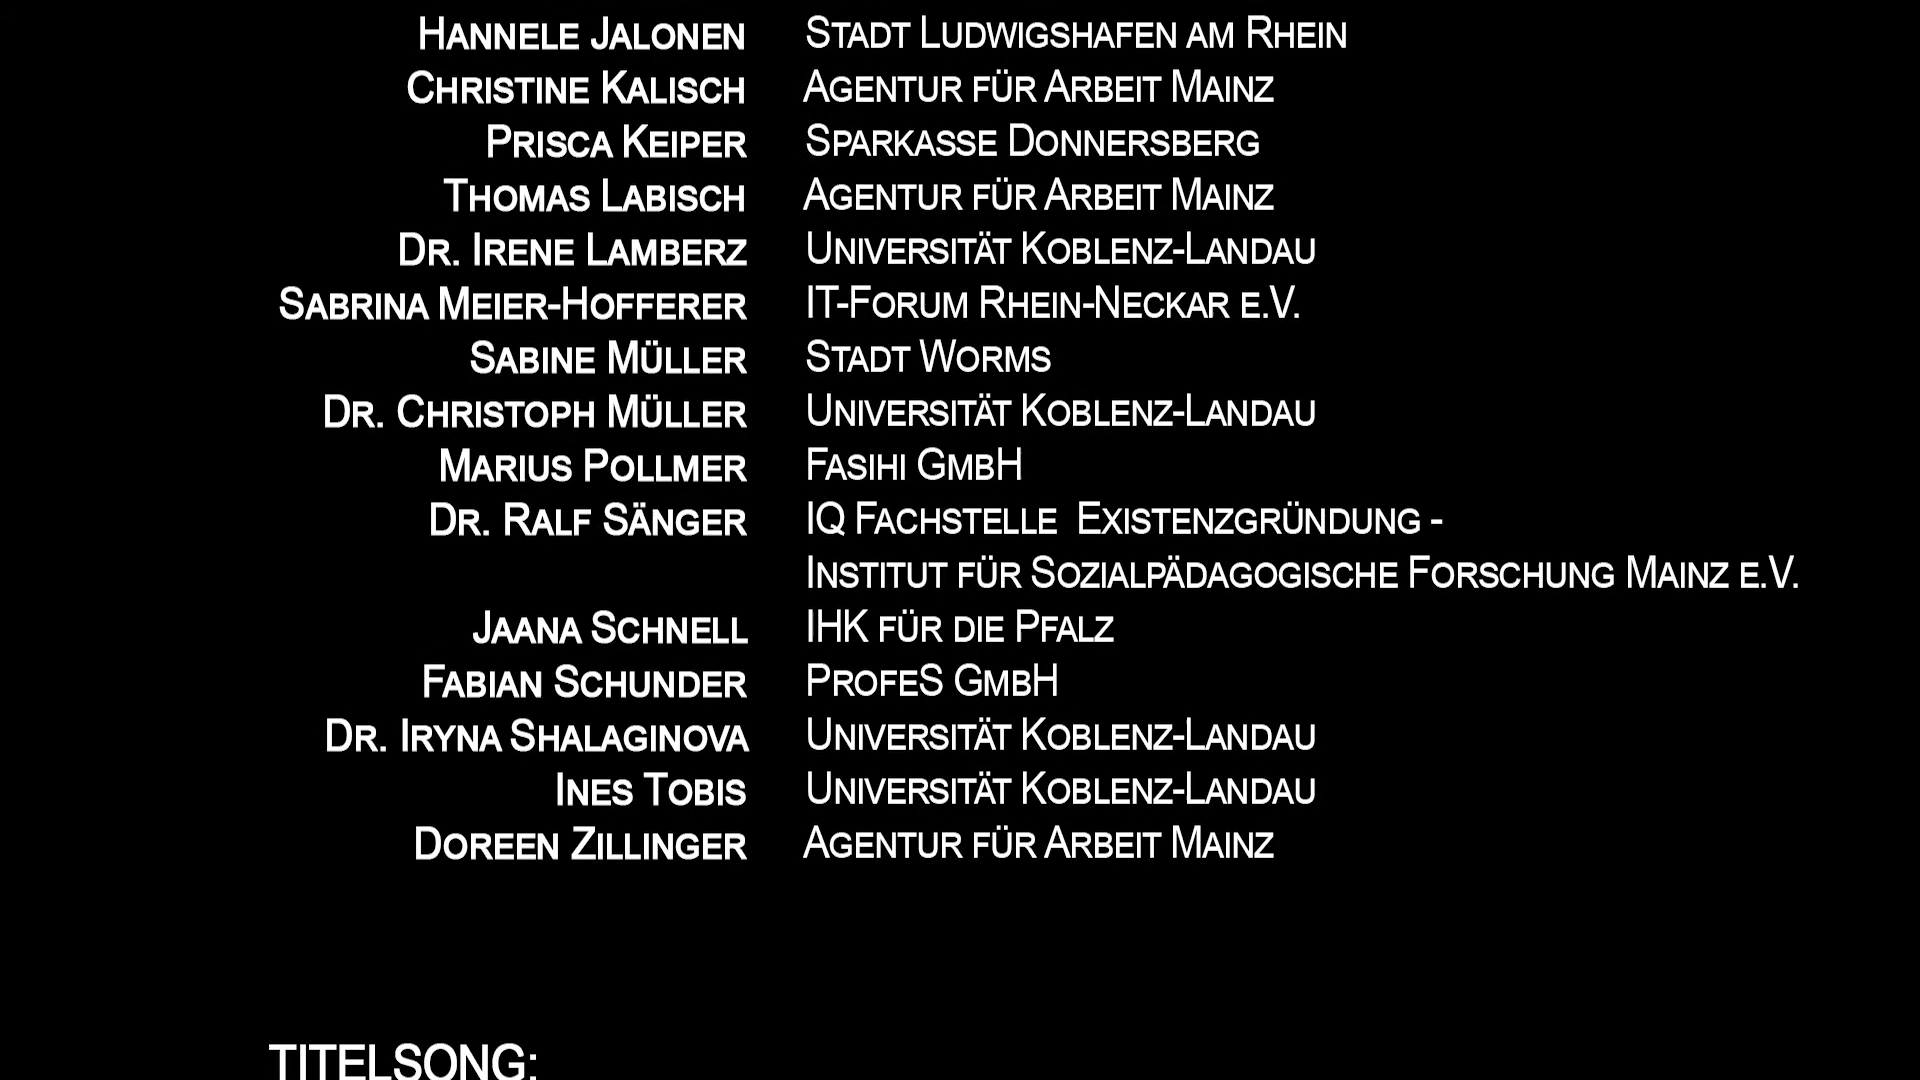 Hannele Jalonen Stadt Ludwigshafen am Rhein
Christine Kalisch Agentur für Arbeit Mainz
Prisca Keiper Sparkasse Donnersberg
Thomas Labisch Agentur für Arbeit Mainz
Dr. Irene Lamberz Universität Koblenz-Landau
Sabrina Meier-Hofferer IT-Forum Rhein-Neckar e.V.
Sabine Müller Stadt Worms
Dr. Christoph Müller Universität Koblenz-Landau
Marius Pollmer Fasihi GmbH
Dr. Ralf Sänger IQ Fachstelle Existenzgründung -
Institut für Sozialpädagogische Forschung Mainz e.V.
Jaana Schnell IHK für die Pfalz
Fabian Schunder ProfeS GmbH
Dr. Iryna Shalaginova Universität Koblenz-Landau
Ines Tobis Universität Koblenz-Landau
Doreen Zillinger Agentur für Arbeit Mainz
TITELSONG: